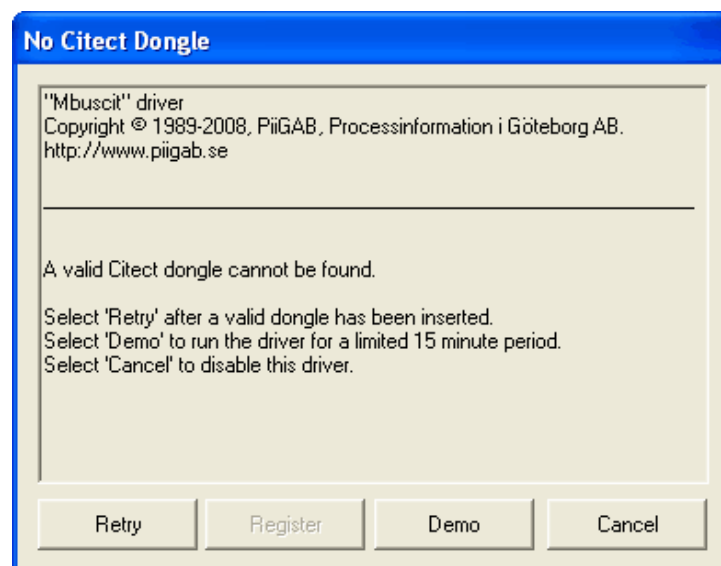 No Citect Dongle
"Mbuscit" driver
Copyright © 1989-2008, PiiGAB, Processinformation i Göteborg AB.
http://www.piigab.se
A valid Citect dongle cannot be found.
Select 'Retry' after a valid dongle has been inserted.
Select 'Demo' to run the driver for a limited 15 minute period.
Select 'Cancel' to disable this driver.
Retry Register Demo Cancel